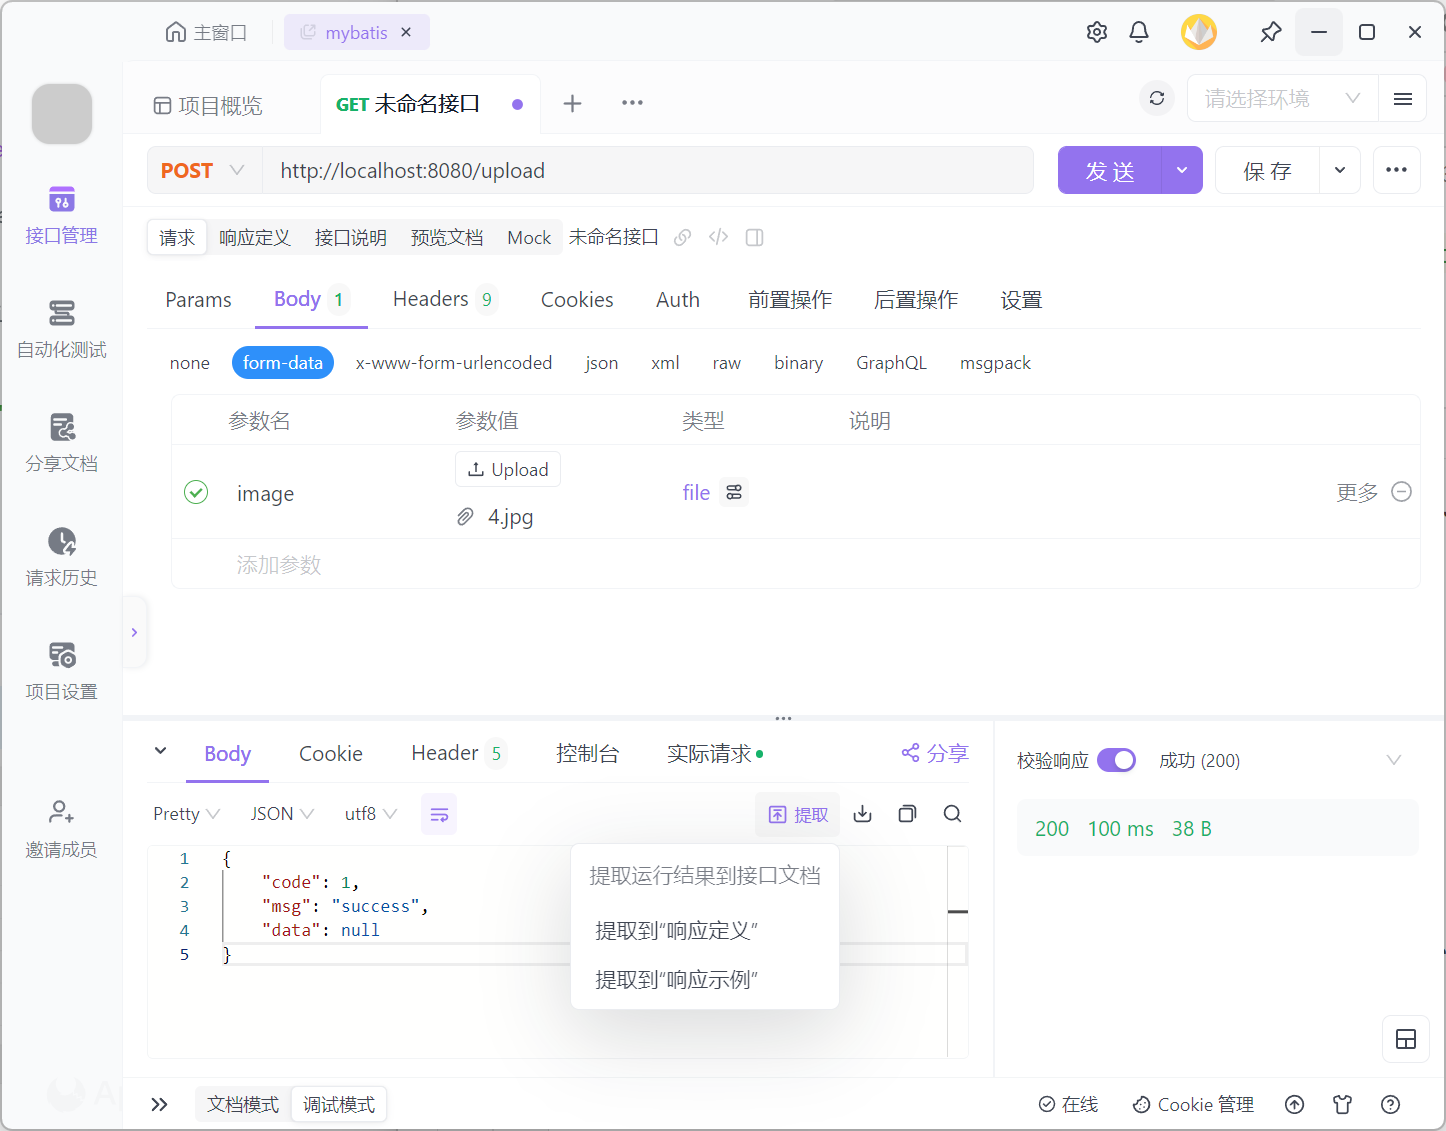 主窗口
mybatis
项目概览
GET 未命名接口
请选择环境
POST
http://localhost:8080/upload
发 送
保 存
请求
响应定义
接口说明
预览文档
Mock
未命名接口
Params
Body 1
Headers 9
Cookies
Auth
前置操作
后置操作
设置
none
form-data
x-www-form-urlencoded
json
xml
raw
binary
GraphQL
msgpack
参数名
参数值
类型
说明
image
Upload
4.jpg
file
更多
添加参数
接口管理
自动化测试
分享文档
请求历史
项目设置
邀请成员
Body
Cookie
Header 5
控制台
实际请求
分享
校验响应
成功 (200)
Pretty
JSON
utf8
提取
200 100 ms 38 B
1 {
2 "code": 1,
3 "msg": "success",
4 "data": null
5 }
提取运行结果到接口文档
提取到“响应定义”
提取到“响应示例”
文档模式
调试模式
在线
Cookie 管理